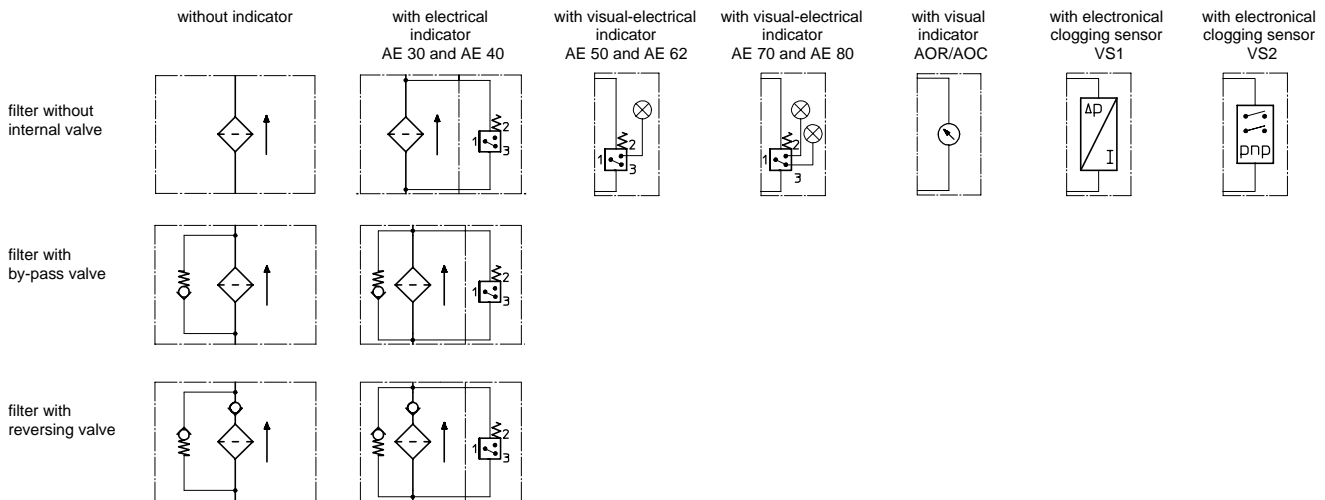 without indicator
with electrical
indicator
AE 30 and AE 40
with visual-electrical
indicator
AE 50 and AE 62
with visual-electrical
indicator
AE 70 and AE 80
with visual
indicator
AOR/AOC
with electronical
clogging sensor
VS1
with electronical
clogging sensor
VS2
filter without
internal valve
1 2
3
1 2
3
1 2
3
Δp
I
pnp
filter with
by-pass valve
1 2
3
filter with
reversing valve
1 2
3